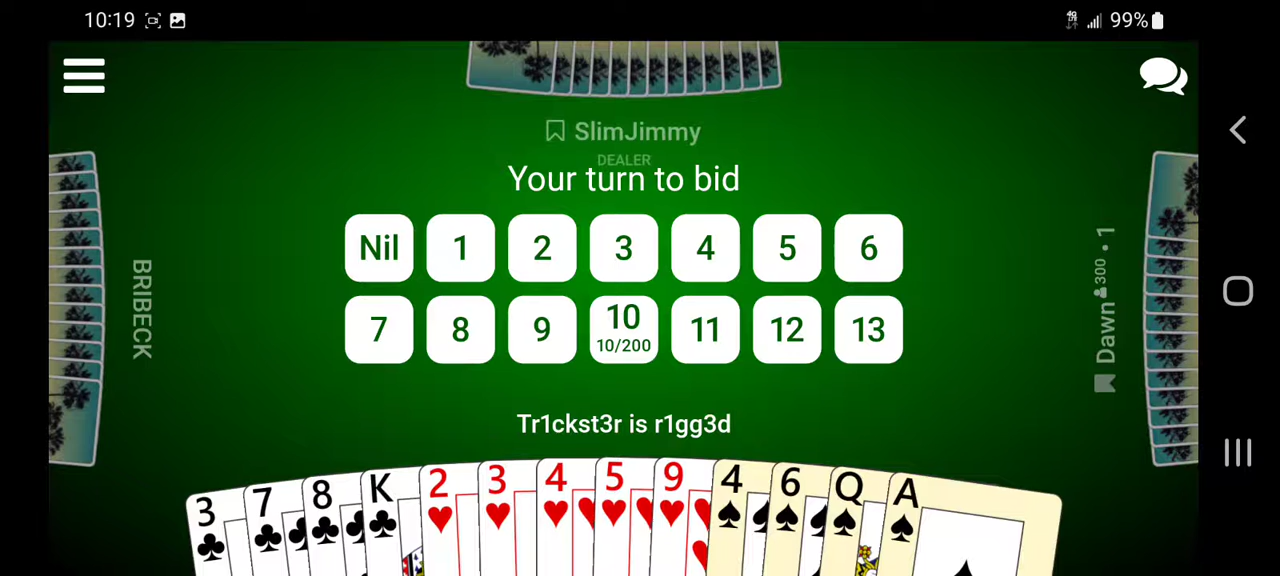 10:19
4G 99%
SlimJimmy
DEALER
Your turn to bid
Nil 1 2 3 4 5 6
7 8 9 10 11 12 13
10/200
BRIBECK
Dawn 300 • 1
Tr1ckst3r is r1gg3d
3 7 8 K 2 3 4 5 9 4 6 Q A